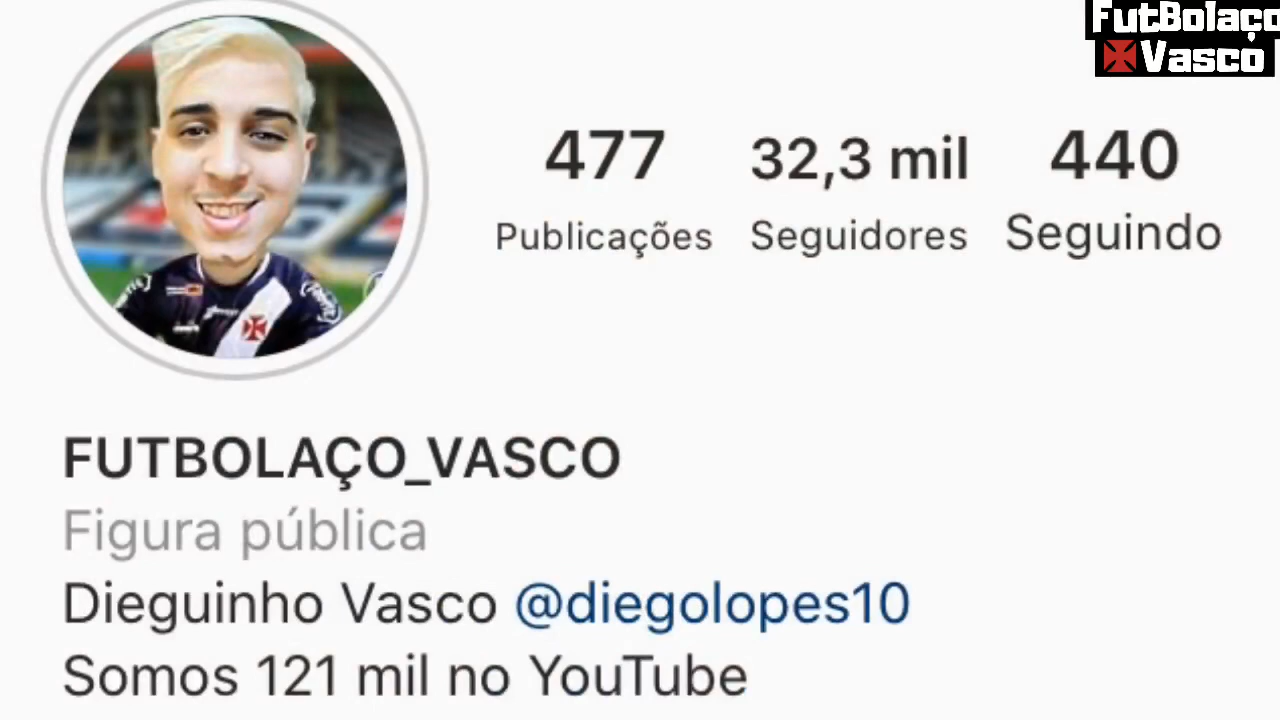 FutBolaço
Vasco
477 32,3 mil 440
Publicações Seguidores Seguindo
FUTBOLAÇO_VASCO
Figura pública
Dieguinho Vasco @diegolopes10
Somos 121 mil no YouTube